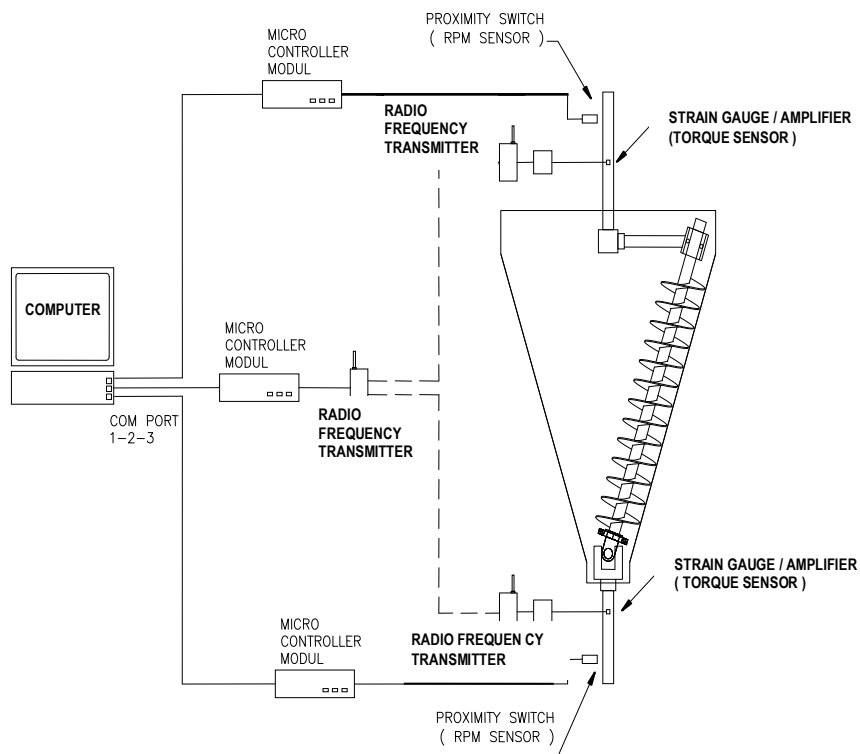 PROXIMITY SWITCH
( RPM SENSOR )
MICRO
CONTROLLER
MODUL
RADIO
FREQUENCY
TRANSMITTER
STRAIN GAUGE / AMPLIFIER
(TORQUE SENSOR )
COMPUTER
MICRO
CONTROLLER
MODUL
COM PORT
1-2-3
RADIO
FREQUENCY
TRANSMITTER
STRAIN GAUGE / AMPLIFIER
( TORQUE SENSOR )
MICRO
CONTROLLER
MODUL
RADIO FREQUEN CY
TRANSMITTER
PROXIMITY SWITCH
( RPM SENSOR )